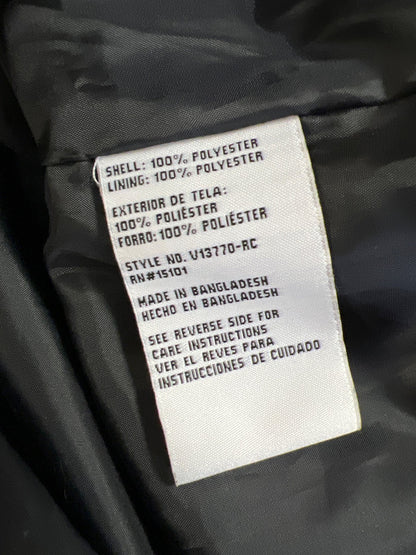 SHELL: 100% POLYESTER
LINING: 100% POLYESTER
EXTERIOR DE TELA:
100% POLIÉSTER
FORRO: 100% POLIÉSTER
STYLE NO. V13770-RC
RN#15101
MADE IN BANGLADESH
HECHO EN BANGLADESH
SEE REVERSE SIDE FOR
CARE INSTRUCTIONS
VER EL REVES PARA
INSTRUCCIONES DE CUIDADO